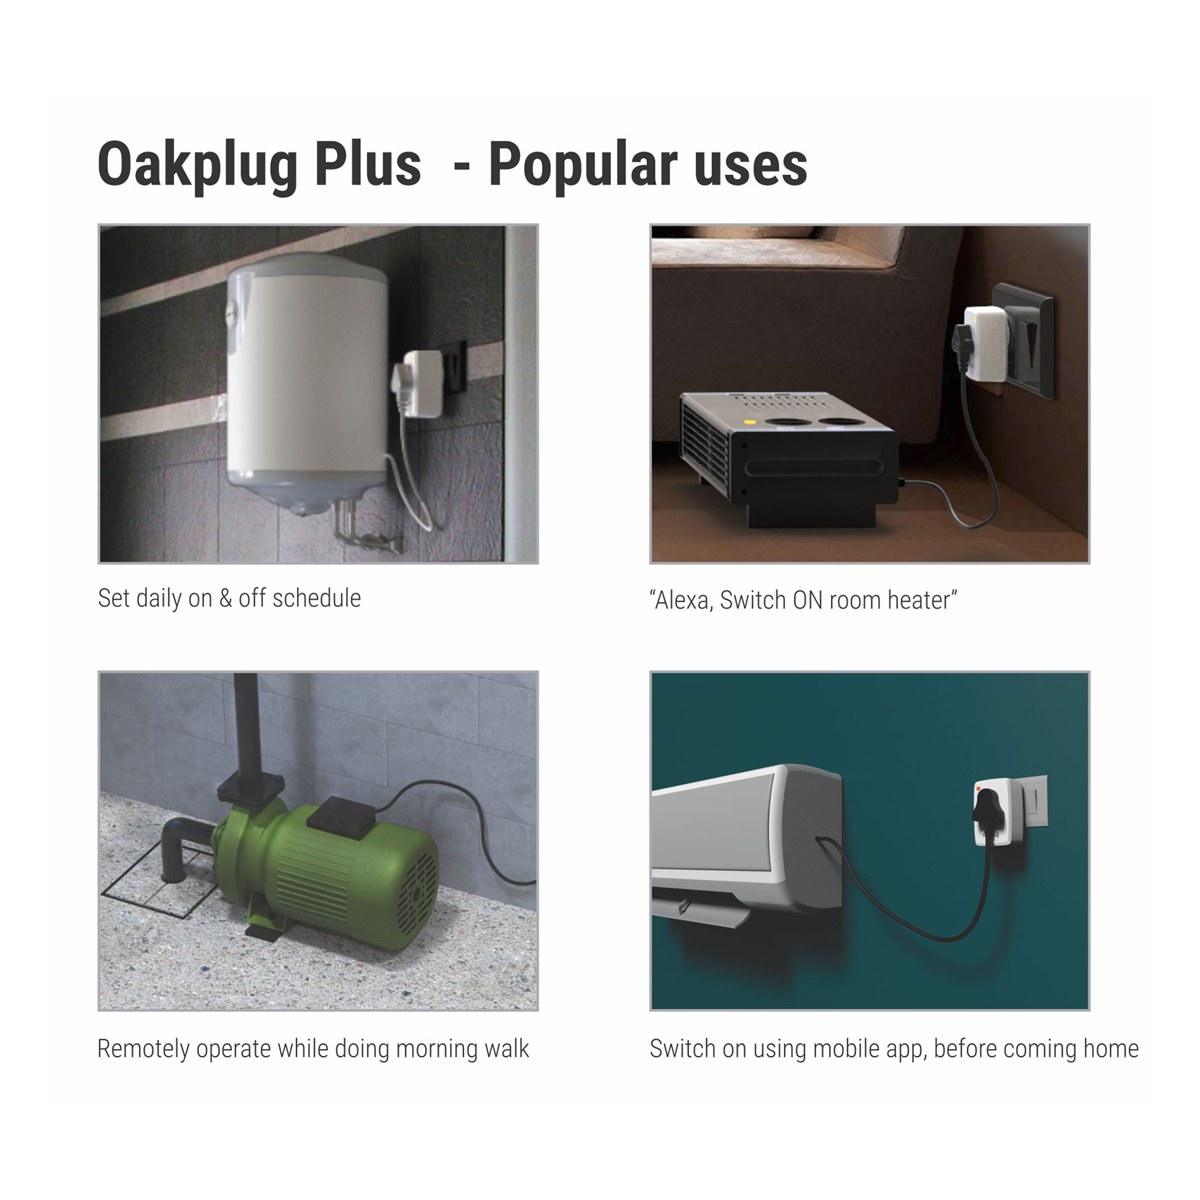 Oakplug Plus - Popular uses
Set daily on & off schedule
“Alexa, Switch ON room heater”
Remotely operate while doing morning walk
Switch on using mobile app, before coming home